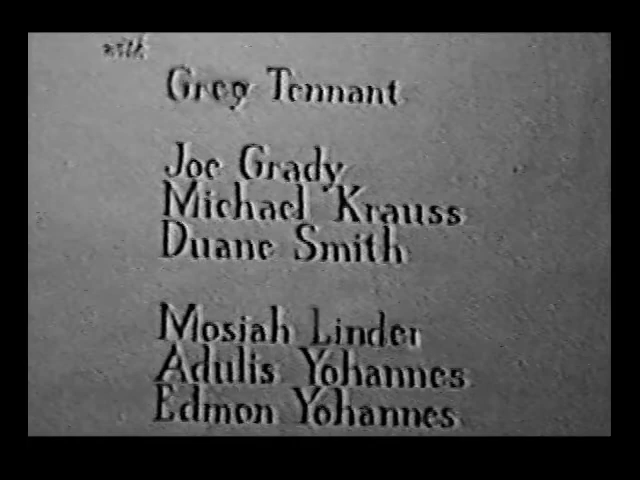 with
Greg Tennant
Joe Grady
Michael Krauss
Duane Smith
Mosiah Linder
Adulis Yohannes
Edmon Yohannes